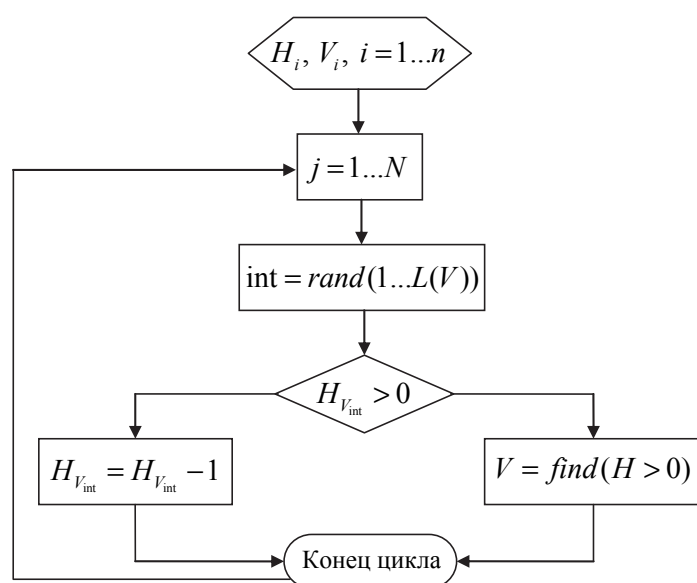 H_i, V_i, i = 1...n
j = 1...N
int = rand(1...L(V))
H_{V_int} > 0
H_{V_int} = H_{V_int} − 1
V = find(H > 0)
Конец цикла